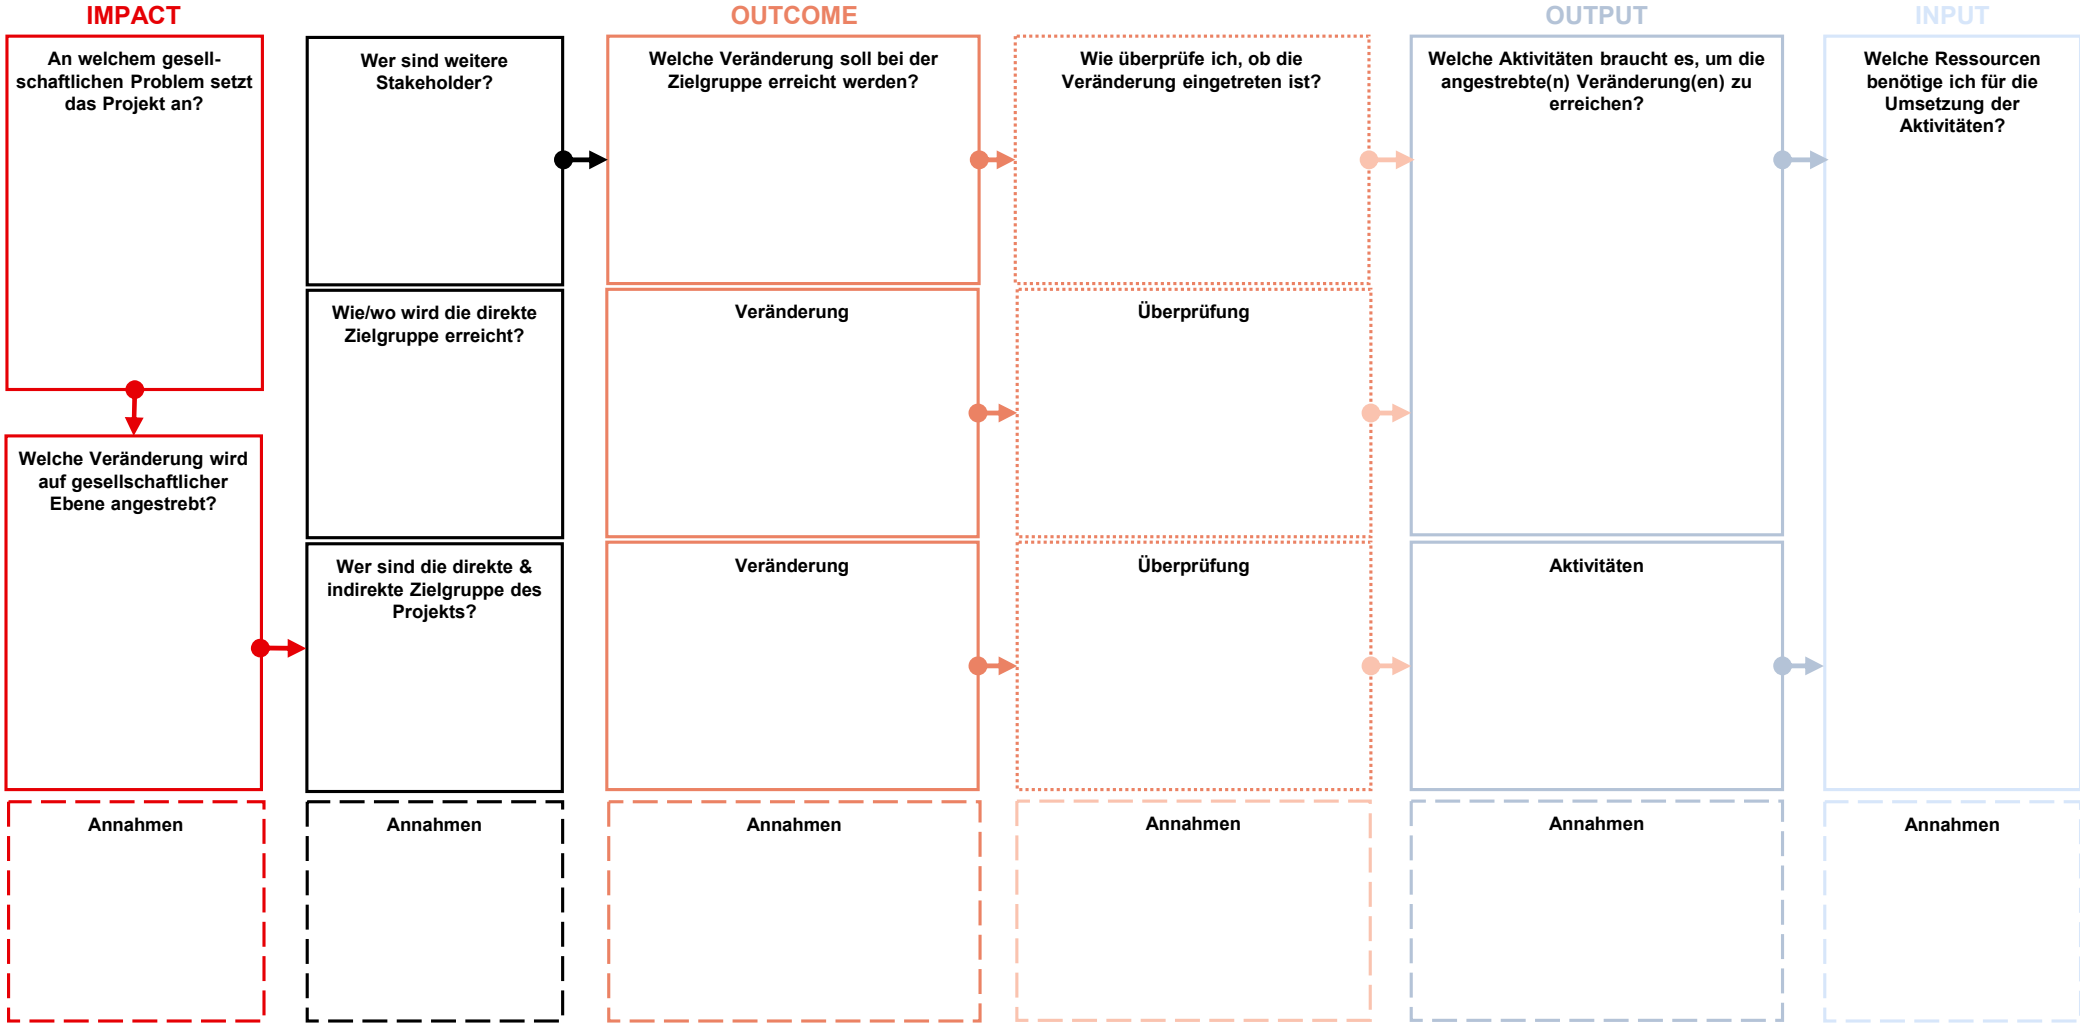 IMPACT
OUTCOME
OUTPUT
INPUT
An welchem gesell-
schaftlichen Problem setzt
das Projekt an?
Welche Veränderung wird
auf gesellschaftlicher
Ebene angestrebt?
Annahmen
Wer sind weitere
Stakeholder?
Wie/wo wird die direkte
Zielgruppe erreicht?
Wer sind die direkte &
indirekte Zielgruppe des
Projekts?
Annahmen
Welche Veränderung soll bei der
Zielgruppe erreicht werden?
Veränderung
Veränderung
Annahmen
Wie überprüfe ich, ob die
Veränderung eingetreten ist?
Überprüfung
Überprüfung
Annahmen
Welche Aktivitäten braucht es, um die
angestrebte(n) Veränderung(en) zu
erreichen?
Aktivitäten
Annahmen
Welche Ressourcen
benötige ich für die
Umsetzung der
Aktivitäten?
Annahmen